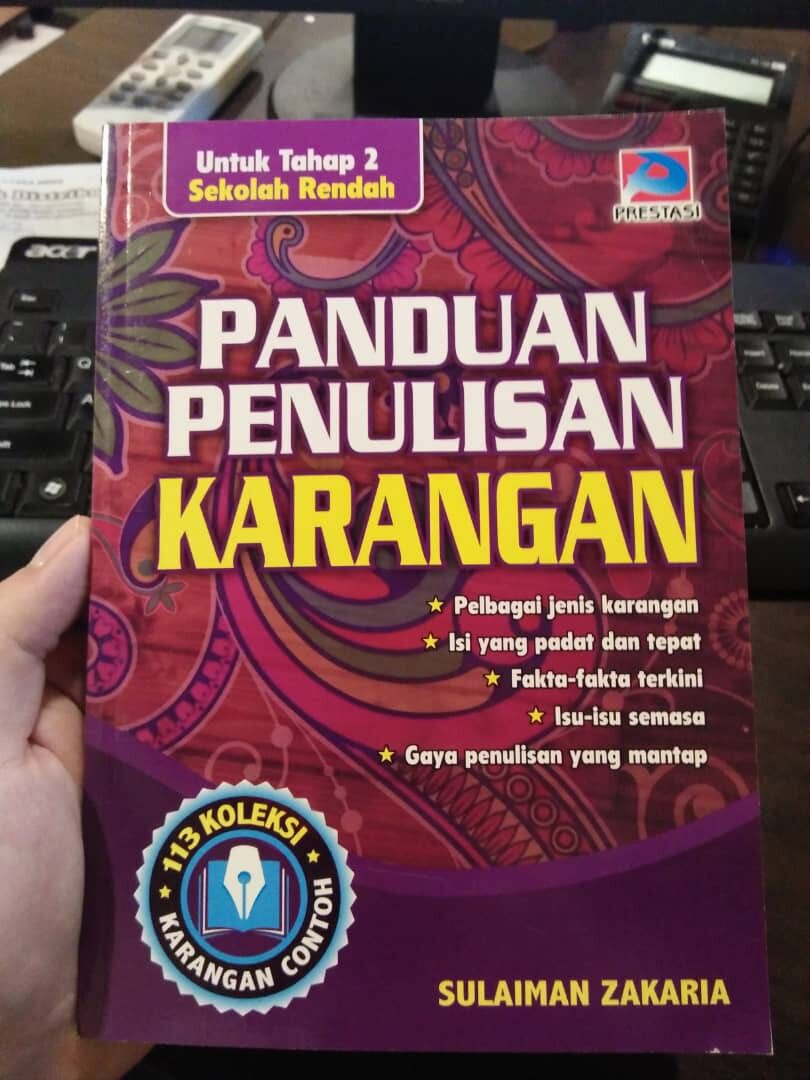 Untuk Tahap 2
Sekolah Rendah
PRESTASI
PANDUAN
PENULISAN
KARANGAN
★ Pelbagai jenis karangan
★ Isi yang padat dan tepat
★ Fakta-fakta terkini
★ Isu-isu semasa
★ Gaya penulisan yang mantap
113 KOLEKSI
KARANGAN CONTOH
SULAIMAN ZAKARIA
acer